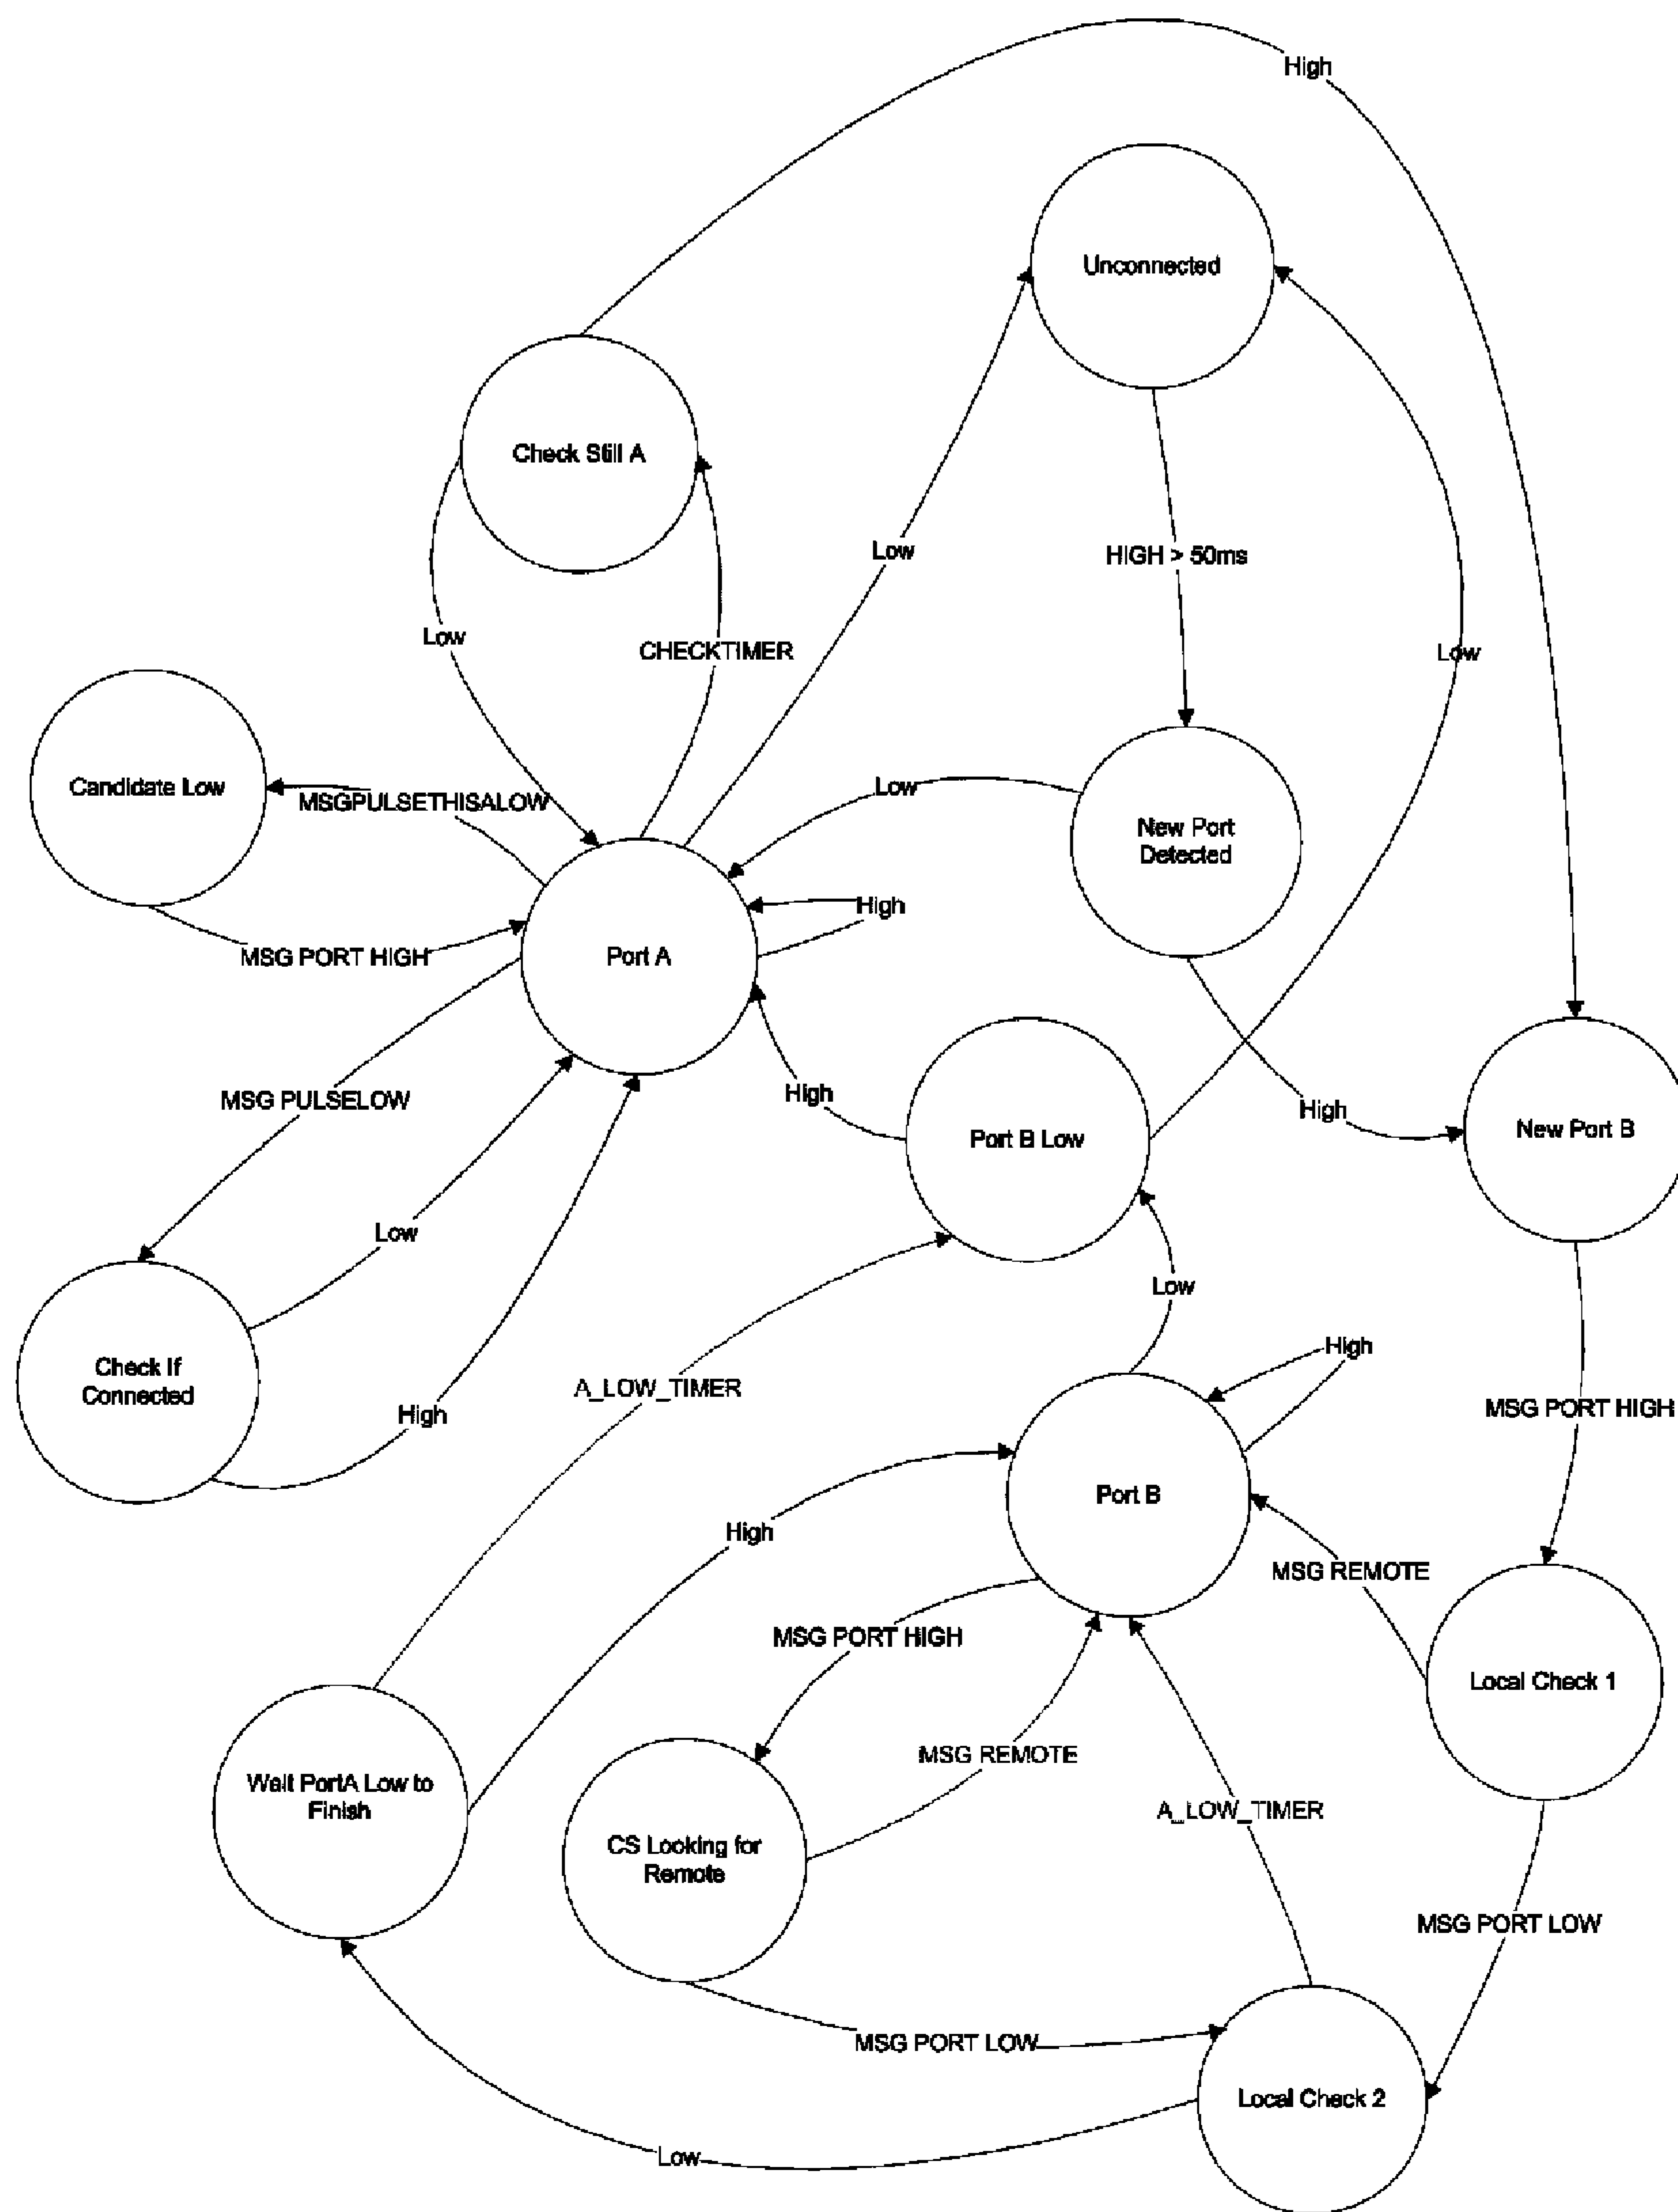 High
Unconnected
Check Still A
Low
HIGH > 50ms
Low
CHECKTIMER
Low
Candidate Low
MSGPULSETHISALOW
Low
New Port
Detected
High
MSG PORT HIGH
Port A
High
MSG PULSELOW
High
Port B Low
New Port B
Low
Low
High
Check If
Connected
A_LOW_TIMER
High
MSG PORT HIGH
Port B
High
MSG REMOTE
MSG PORT HIGH
Local Check 1
MSG REMOTE
Wait PortA Low to
Finish
A_LOW_TIMER
CS Looking for
Remote
MSG PORT LOW
MSG PORT LOW
Local Check 2
Low